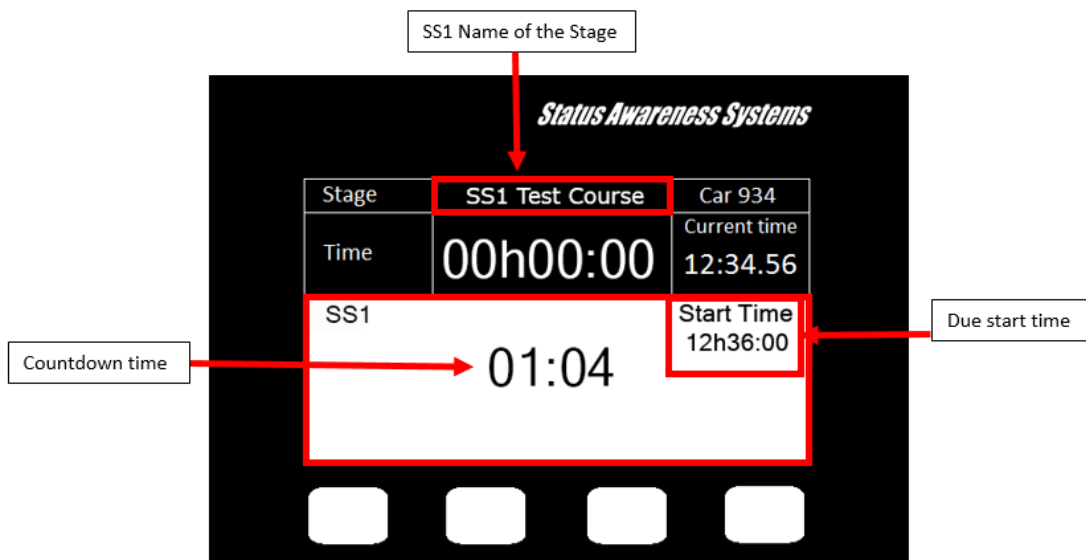 SS1 Name of the Stage
Status Awareness Systems
Stage SS1 Test Course Car 934
Time 00h00:00 Current time
12:34.56
SS1 Start Time
12h36:00
Due start time
Countdown time
01:04